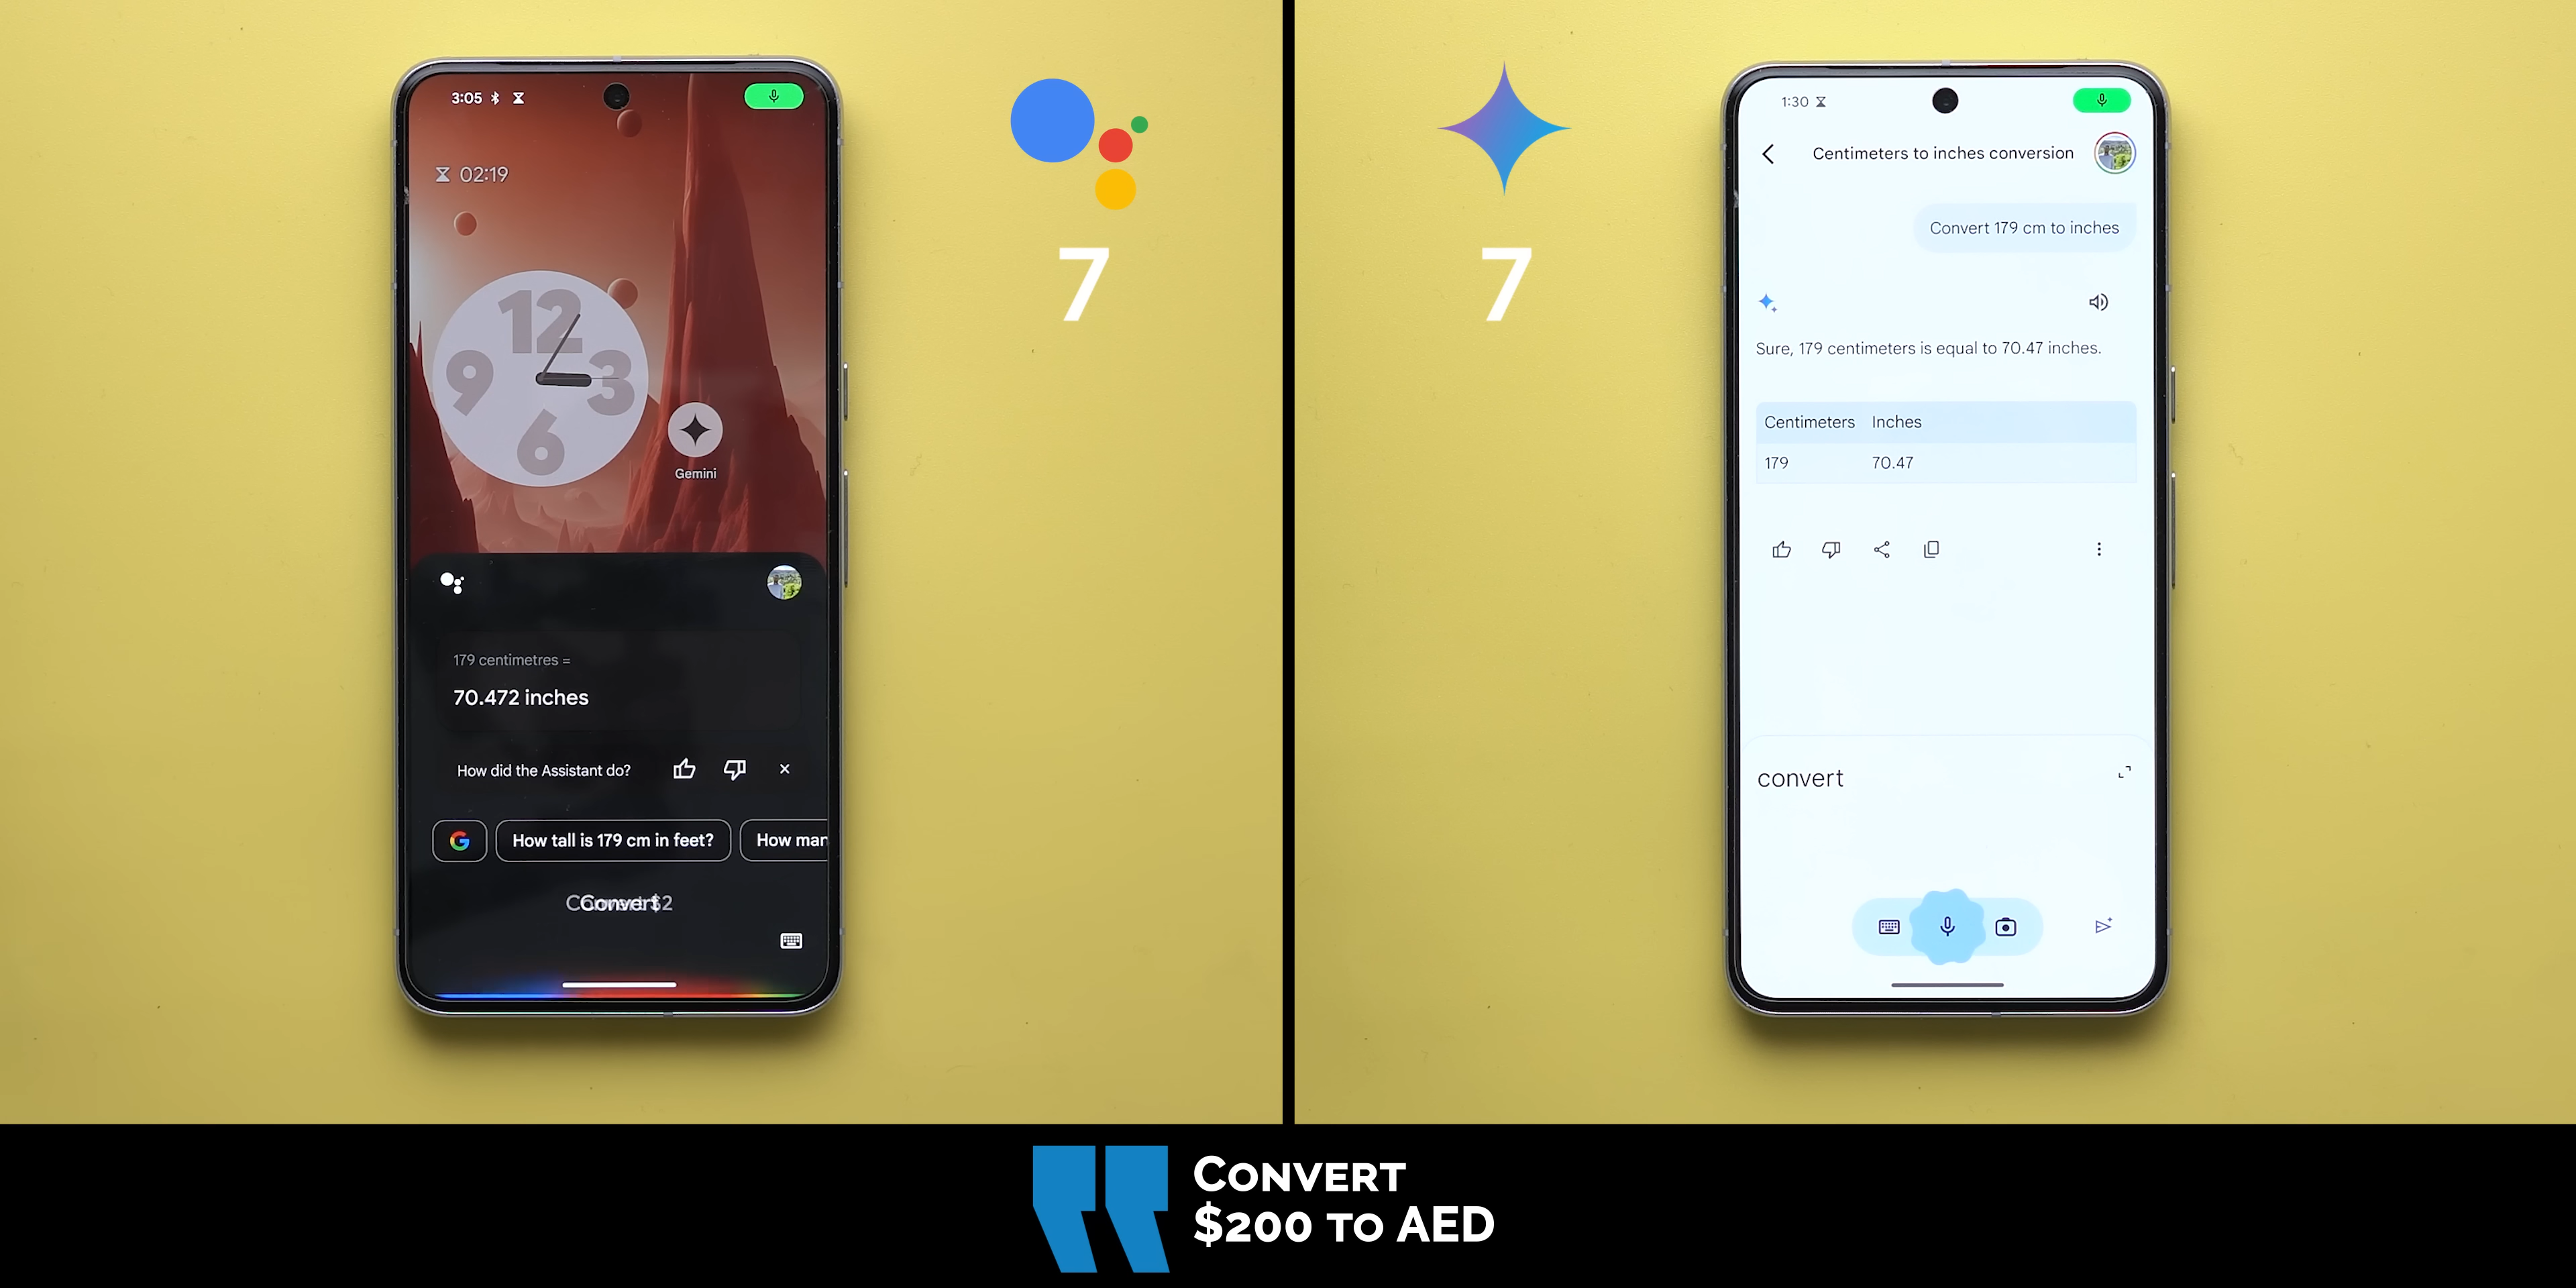 3:05
02:19
12
9
3
6
Gemini
179 centimetres =
70.472 inches
How did the Assistant do?
How tall is 179 cm in feet?
How man
Convert
7
7
1:30
Centimeters to inches conversion
Convert 179 cm to inches
Sure, 179 centimeters is equal to 70.47 inches.
Centimeters Inches
179 70.47
convert
CONVERT
$200 TO AED